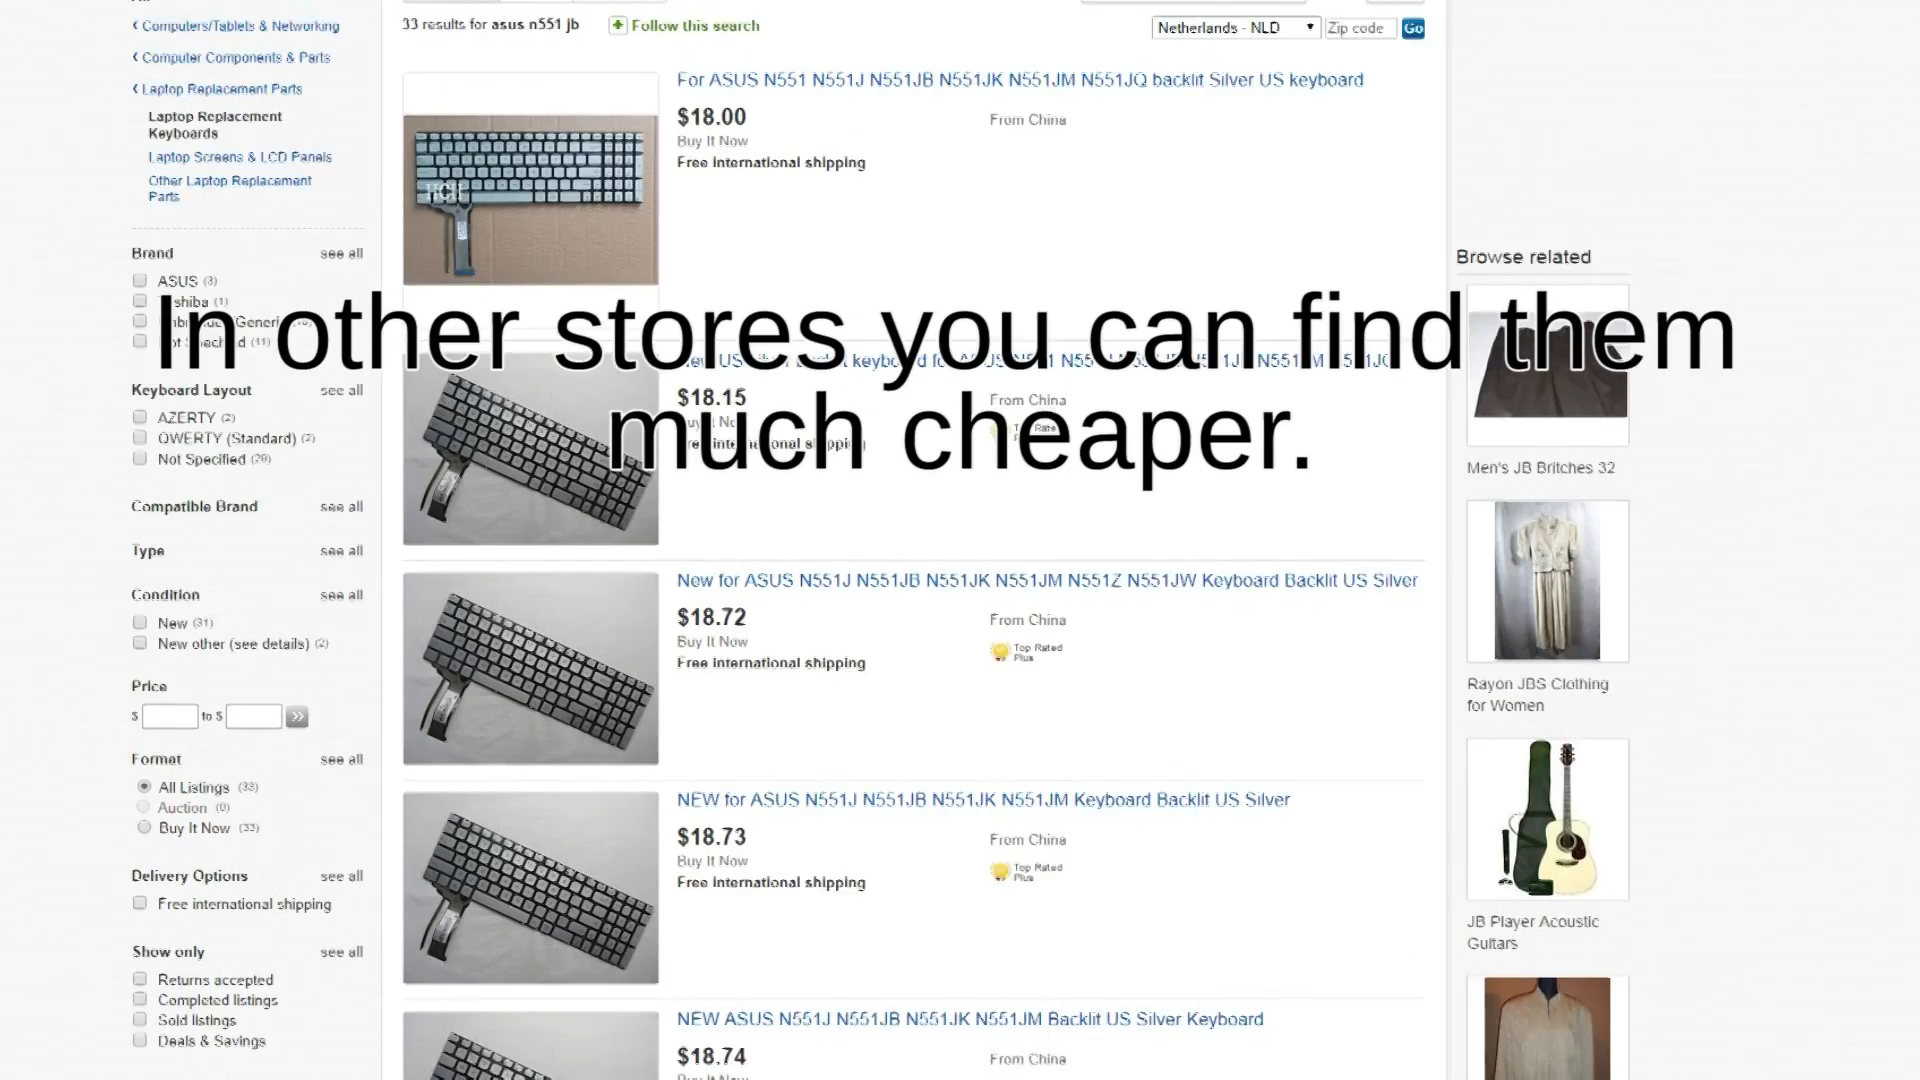 ‹ Computers/Tablets & Networking
‹ Computer Components & Parts
‹ Laptop Replacement Parts
Laptop Replacement
Keyboards
Laptop Screens & LCD Panels
Other Laptop Replacement
Parts
Brand see all
ASUS (3)
(1)
Keyboard Layout see all
AZERTY (2)
QWERTY (Standard) (2)
Not Specified (29)
Compatible Brand see all
Type see all
Condition see all
New (31)
New other (see details) (2)
Price
$ to $ »
Format see all
All Listings (33)
Auction (0)
Buy It Now (33)
Delivery Options see all
Free international shipping
Show only see all
Returns accepted
Completed listings
Sold listings
Deals & Savings
33 results for asus n551 jb
+ Follow this search
Netherlands - NLD
Zip code
Go
For ASUS N551 N551J N551JB N551JK N551JM N551JQ backlit Silver US keyboard
$18.00 From China
Buy It Now
Free international shipping
HCH
In other stores you can find them
much cheaper.
$18.15 From China
New for ASUS N551J N551JB N551JK N551JM N551Z N551JW Keyboard Backlit US Silver
$18.72 From China
Buy It Now
Top Rated
Plus
Free international shipping
NEW for ASUS N551J N551JB N551JK N551JM Keyboard Backlit US Silver
$18.73 From China
Buy It Now
Top Rated
Plus
Free international shipping
NEW ASUS N551J N551JB N551JK N551JM Backlit US Silver Keyboard
$18.74 From China
Buy It Now
Browse related
Men's JB Britches 32
Rayon JBS Clothing
for Women
JB Player Acoustic
Guitars